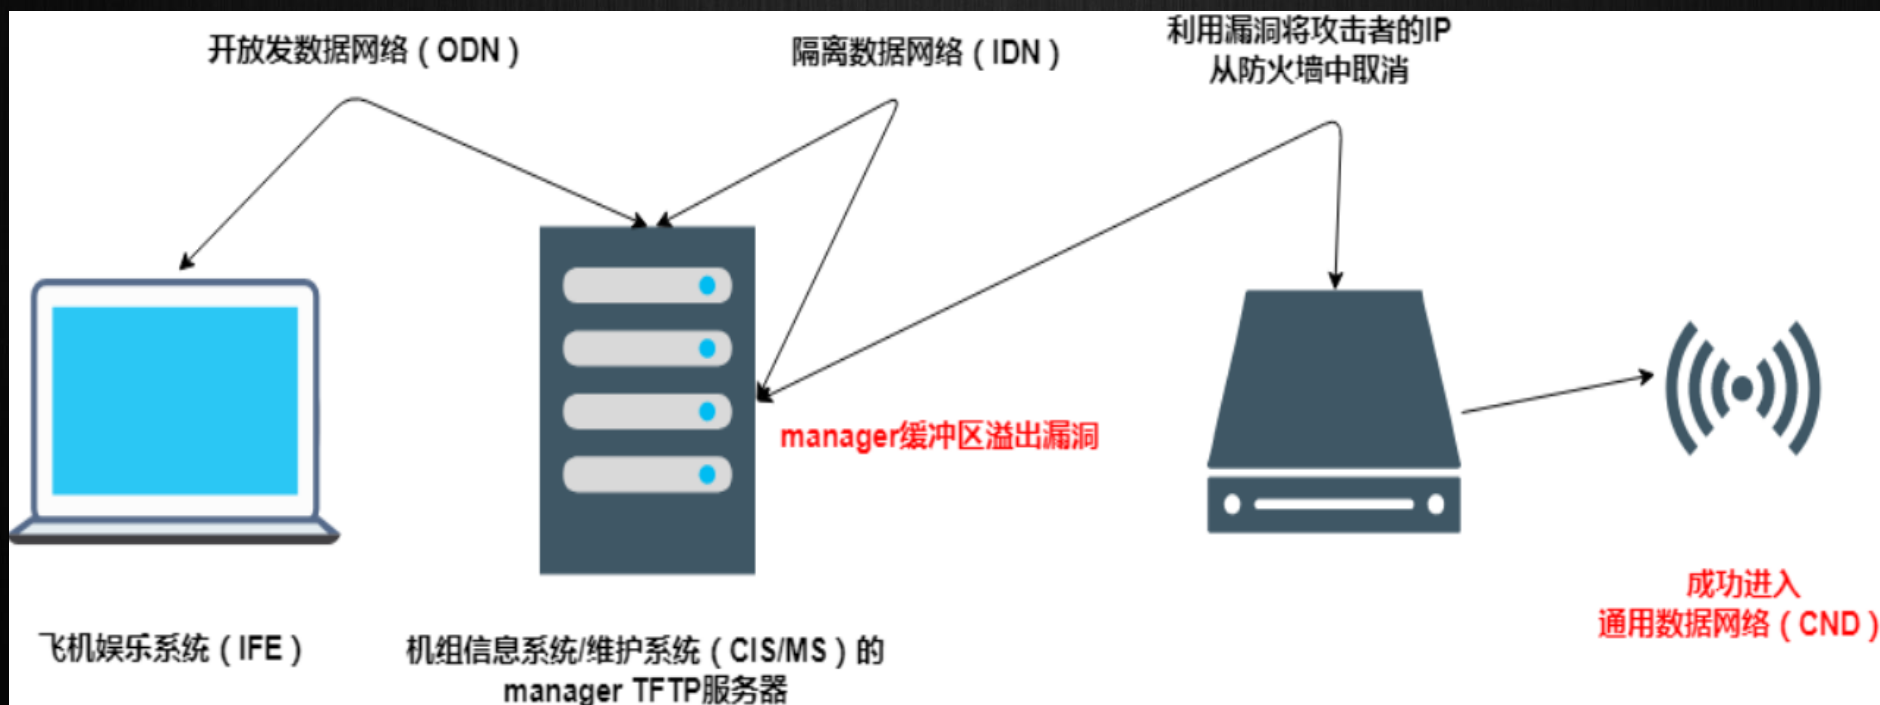 开放发数据网络（ODN）
隔离数据网络（IDN）
利用漏洞将攻击者的IP
从防火墙中取消
manager缓冲区溢出漏洞
成功进入
通用数据网络（CND）
飞机娱乐系统（IFE）
机组信息系统/维护系统（CIS/MS）的
manager TFTP服务器